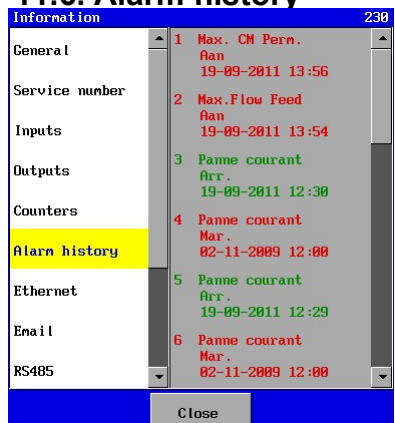 Alarm history
Information 230
General
Service number
Inputs
Outputs
Counters
Alarm history
Ethernet
Email
RS485
1 Max. CM Perm.
Aan
19-09-2011 13:56
2 Max.Flow Feed
Aan
19-09-2011 13:54
3 Panne courant
Arr.
19-09-2011 12:30
4 Panne courant
Mar.
02-11-2009 12:00
5 Panne courant
Arr.
19-09-2011 12:29
6 Panne courant
Mar.
02-11-2009 12:00
Close